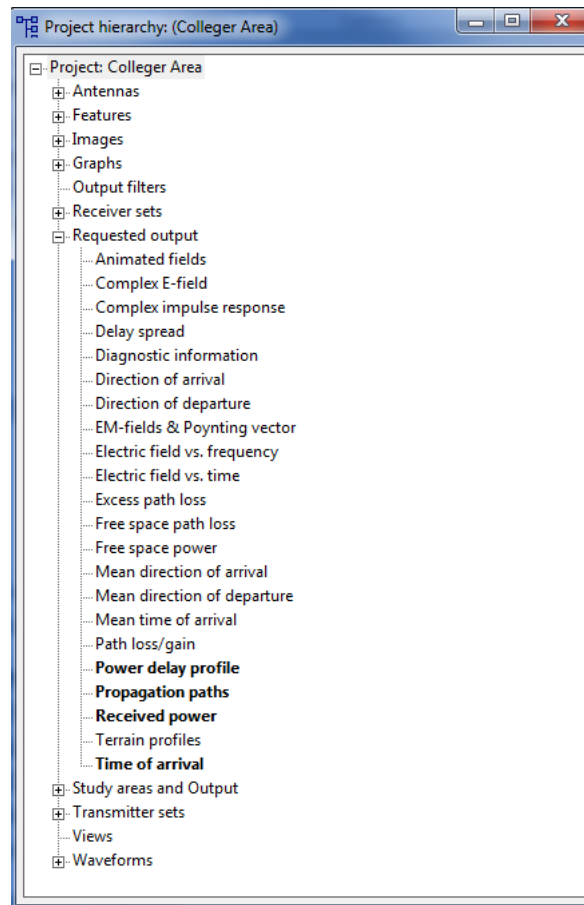 Project hierarchy: (Colleger Area)
Project: Colleger Area
Antennas
Features
Images
Graphs
Output filters
Receiver sets
Requested output
Animated fields
Complex E-field
Complex impulse response
Delay spread
Diagnostic information
Direction of arrival
Direction of departure
EM-fields & Poynting vector
Electric field vs. frequency
Electric field vs. time
Excess path loss
Free space path loss
Free space power
Mean direction of arrival
Mean direction of departure
Mean time of arrival
Path loss/gain
Power delay profile
Propagation paths
Received power
Terrain profiles
Time of arrival
Study areas and Output
Transmitter sets
Views
Waveforms